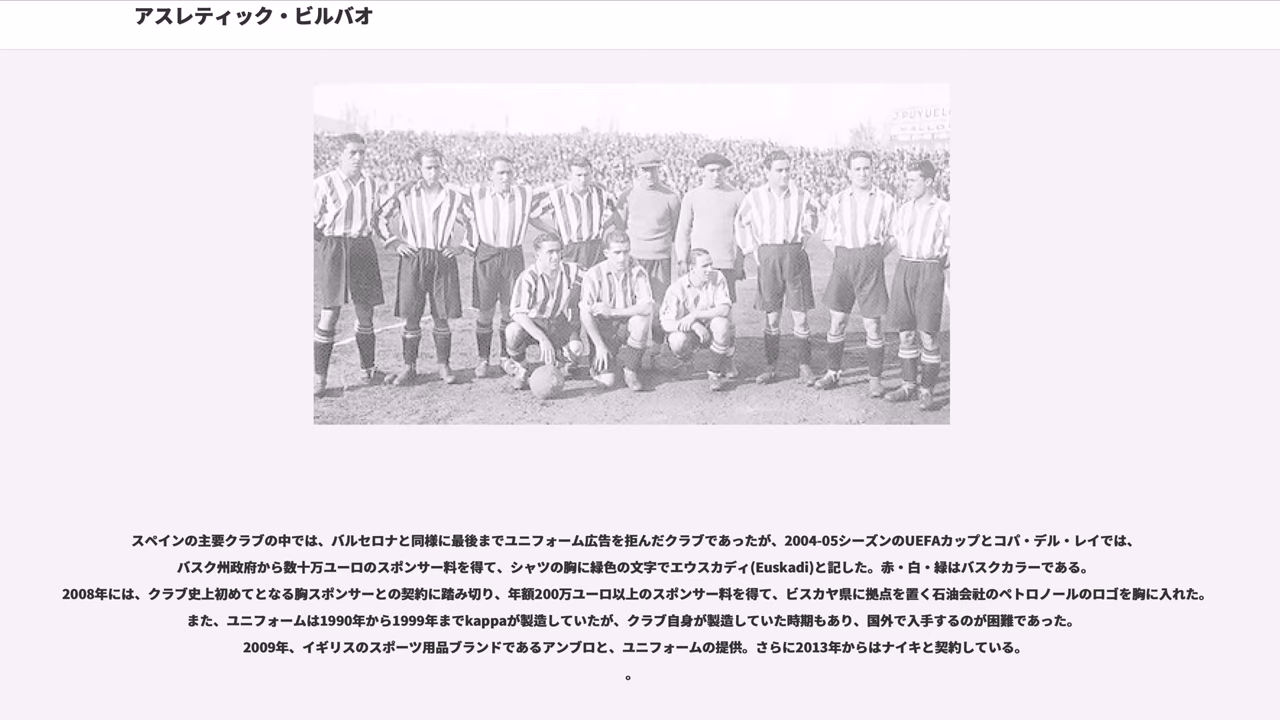 アスレティック・ビルバオ
スペインの主要クラブの中では、バルセロナと同様に最後までユニフォーム広告を拒んだクラブであったが、2004-05シーズンのUEFAカップとコパ・デル・レイでは、
バスク州政府から数十万ユーロのスポンサー料を得て、シャツの胸に緑色の文字でエウスカディ(Euskadi)と記した。赤・白・緑はバスクカラーである。
2008年には、クラブ史上初めてとなる胸スポンサーとの契約に踏み切り、年額200万ユーロ以上のスポンサー料を得て、ビスカヤ県に拠点を置く石油会社のペトロノールのロゴを胸に入れた。
また、ユニフォームは1990年から1999年までkappaが製造していたが、クラブ自身が製造していた時期もあり、国外で入手するのが困難であった。
2009年、イギリスのスポーツ用品ブランドであるアンブロと、ユニフォームの提供。さらに2013年からはナイキと契約している。
。